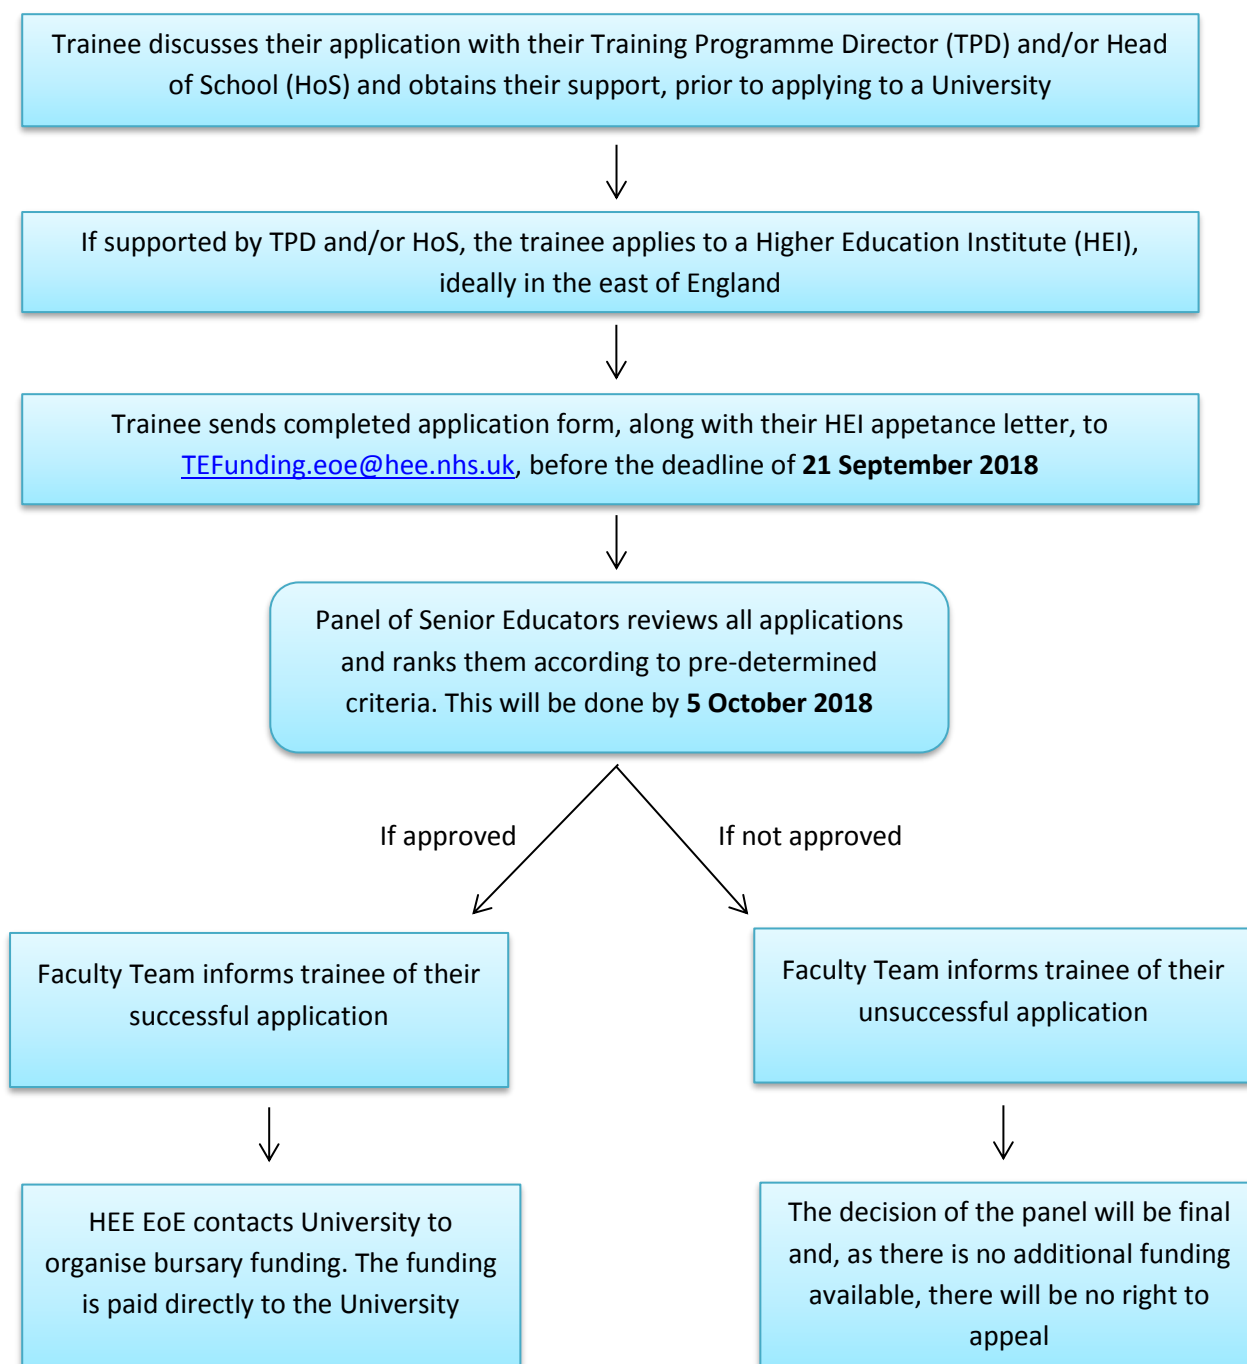 Trainee discusses their application with their Training Programme Director (TPD) and/or Head
of School (HoS) and obtains their support, prior to applying to a University
If supported by TPD and/or HoS, the trainee applies to a Higher Education Institute (HEI),
ideally in the east of England
Trainee sends completed application form, along with their HEI appetance letter, to
TEFunding.eoe@hee.nhs.uk, before the deadline of 21 September 2018
Panel of Senior Educators reviews all applications
and ranks them according to pre-determined
criteria. This will be done by 5 October 2018
If approved
If not approved
Faculty Team informs trainee of their
successful application
Faculty Team informs trainee of their
unsuccessful application
HEE EoE contacts University to
organise bursary funding. The funding
is paid directly to the University
The decision of the panel will be final
and, as there is no additional funding
available, there will be no right to
appeal